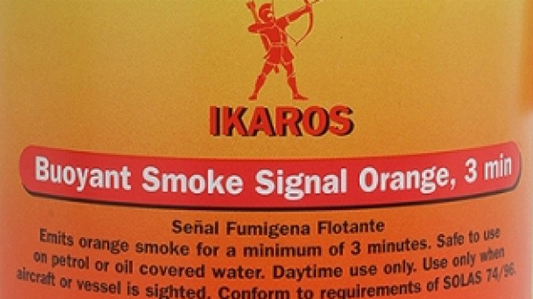 IKAROS
Buoyant Smoke Signal Orange, 3 min
Señal Fumigena Flotante
Emits orange smoke for a minimum of 3 minutes. Safe to use
on petrol or oil covered water. Daytime use only. Use only when
aircraft or vessel is sighted. Conform to requirements of SOLAS 74/96.